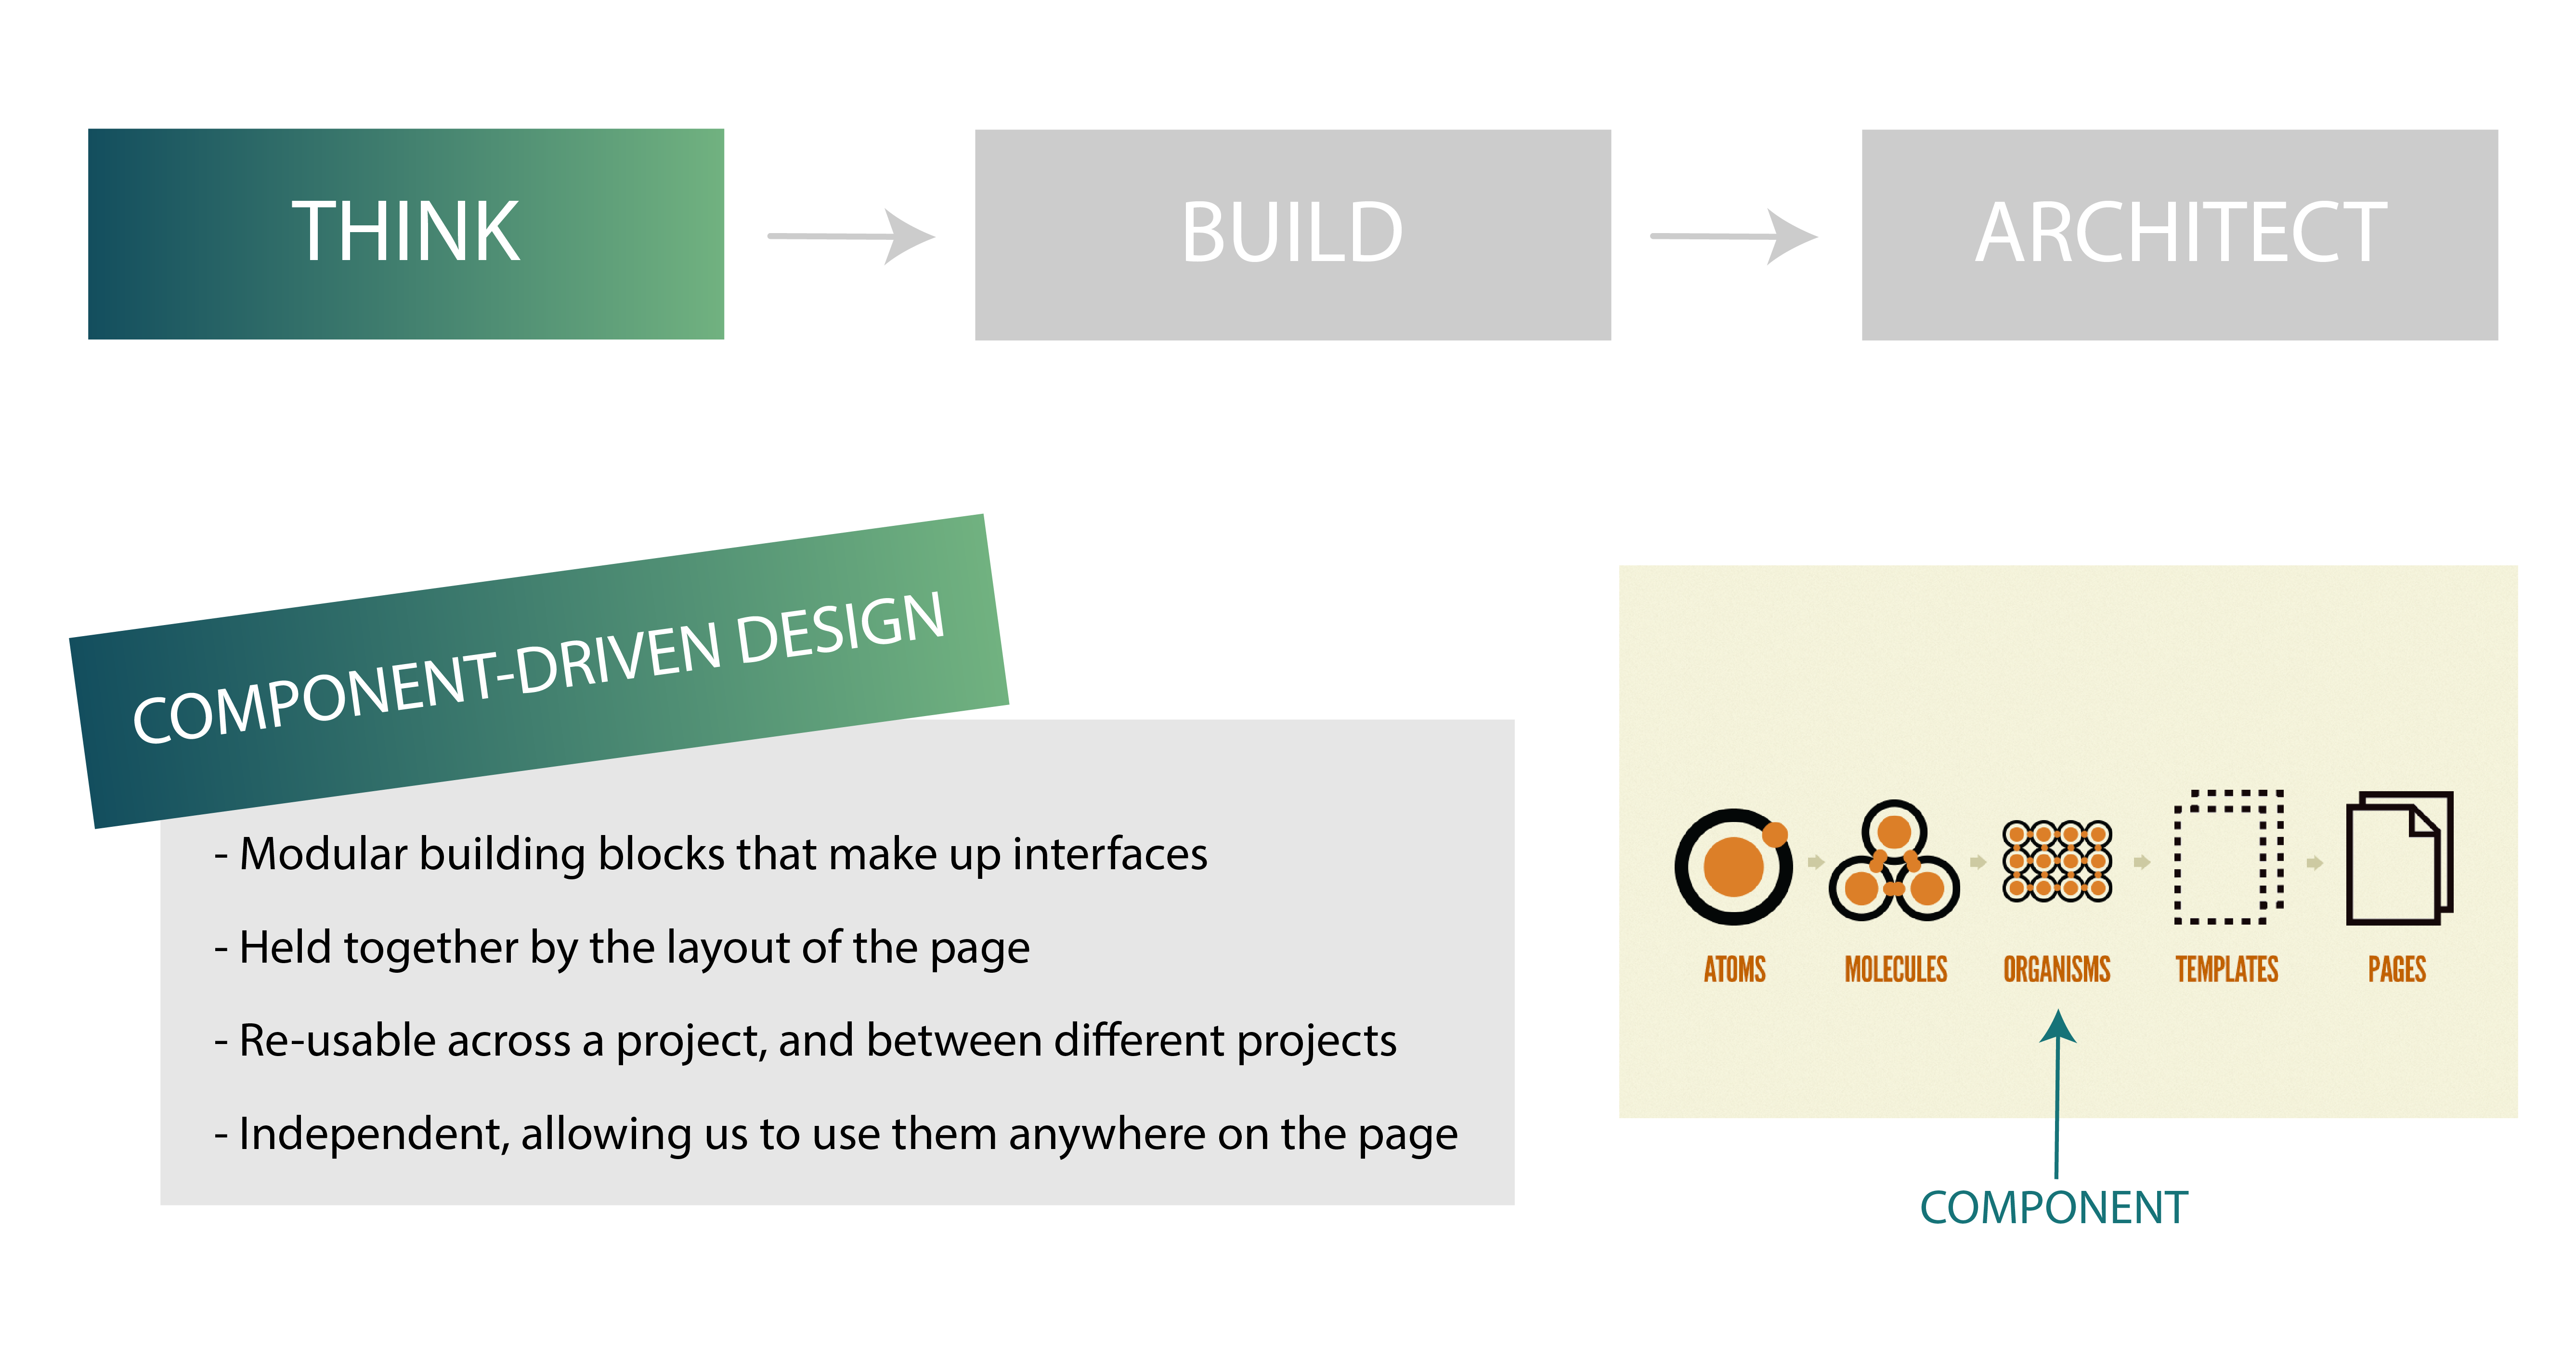 THINK
BUILD
ARCHITECT
COMPONENT-DRIVEN DESIGN
- Modular building blocks that make up interfaces
- Held together by the layout of the page
- Re-usable across a project, and between different projects
- Independent, allowing us to use them anywhere on the page
ATOMS
MOLECULES
ORGANISMS
TEMPLATES
PAGES
COMPONENT